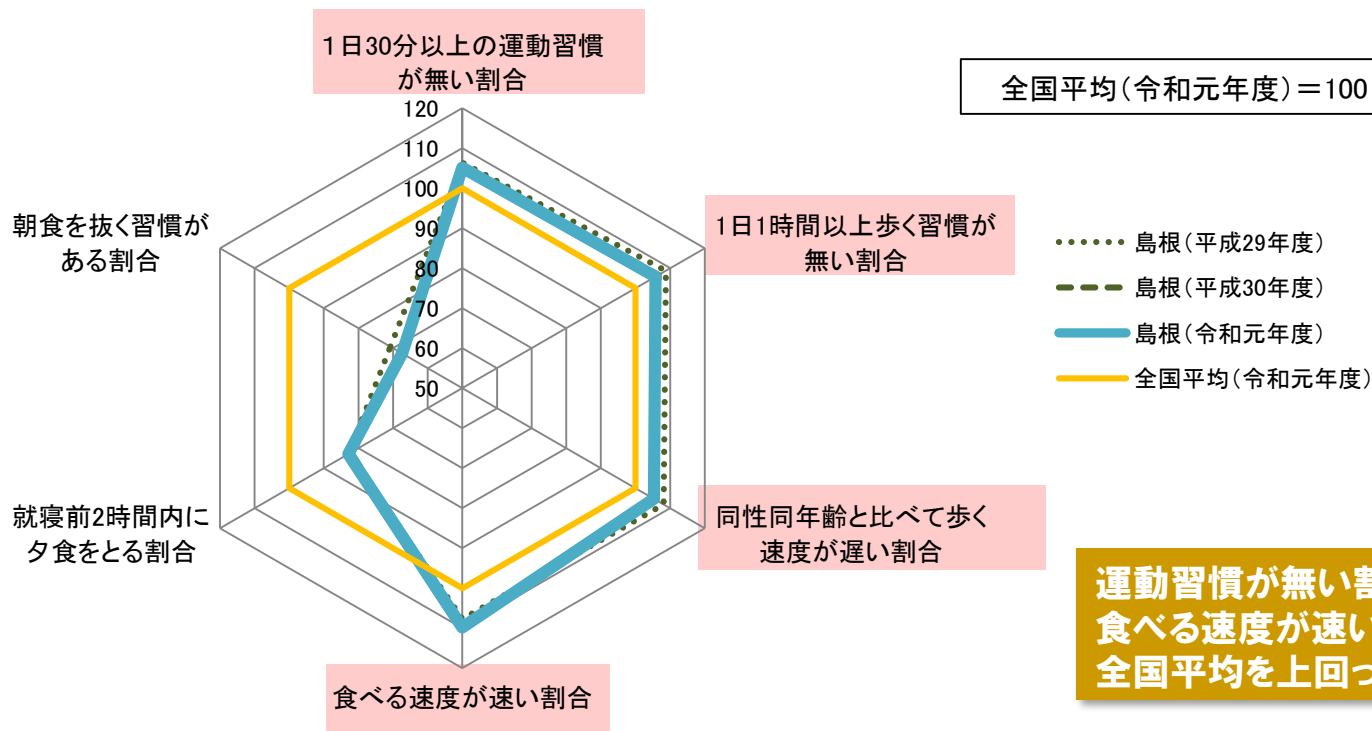 1日30分以上の運動習慣
が無い割合
全国平均(令和元年度)=100
120
110
100
90
80
70
60
50
朝食を抜く習慣が
ある割合
1日1時間以上歩く習慣が
無い割合
島根(平成29年度)
島根(平成30年度)
島根(令和元年度)
全国平均(令和元年度)
就寝前2時間内に
夕食をとる割合
同性同年齢と比べて歩く
速度が遅い割合
食べる速度が速い割合
運動習慣が無い割
食べる速度が速い
全国平均を上回っ